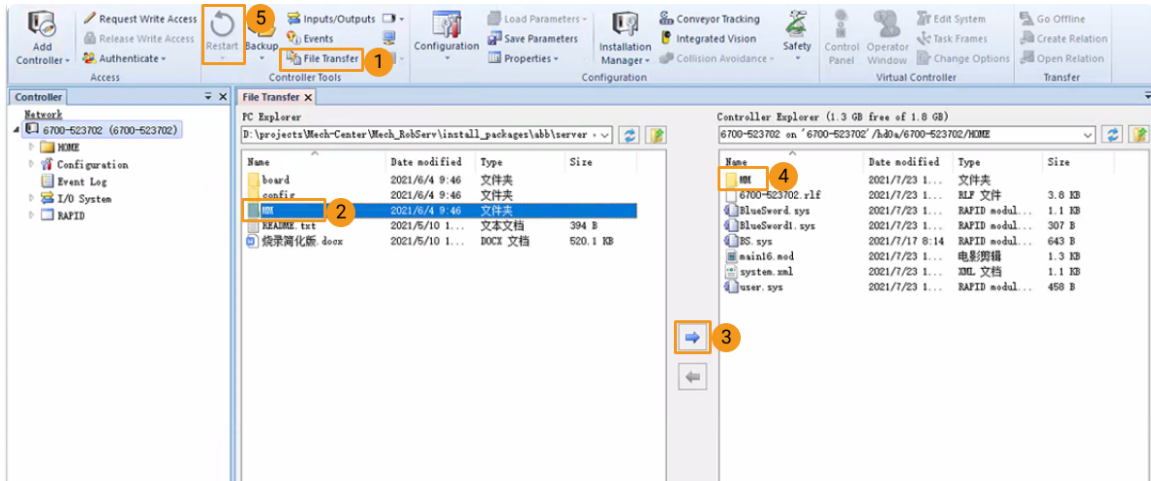 Add
Controller
Request Write Access
Release Write Access
Authenticate
Access
Restart
5
Backup
Inputs/Outputs
Events
File Transfer
1
Controller Tools
Configuration
Load Parameters
Save Parameters
Properties
Configuration
Installation
Manager
Conveyor Tracking
Integrated Vision
Collision Avoidance
Safety
Control
Panel
Operator
Window
Edit System
Task Frames
Change Options
Virtual Controller
Go Offline
Create Relation
Open Relation
Transfer
Controller
Network
6700-523702 (6700-523702)
HOME
Configuration
Event Log
I/O System
RAPID
File Transfer
PC Explorer
D:\projects\Mech-Center\Mech_RobServ\install_packages\abb\server
Name Date modified Type Size
board 2021/6/4 9:46 文件夹
config 2021/6/4 9:46 文件夹
MM 2021/6/4 9:46 文件夹
2
README.txt 2021/5/10 1... 文本文档 394 B
烧录简化版.docx 2021/5/10 1... DOCX 文档 520.1 KB
3
Controller Explorer (1.3 GB free of 1.8 GB)
6700-523702 on '6700-523702'/hd0a/6700-523702/HOME
Name Date modified Type Size
MM 2021/7/23 1... 文件夹
4
6700-523702.rlf 2021/7/23 1... RLF 文件 3.8 KB
BlueSword.sys 2021/7/23 1... RAPID modul... 1.1 KB
BlueSword1.sys 2021/7/23 1... RAPID modul... 307 B
BS.sys 2021/7/17 8:14 RAPID modul... 643 B
main16.mod 2021/7/23 1... 电影剪辑 1.3 KB
system.xml 2021/7/23 1... XML 文档 1.1 KB
user.sys 2021/7/23 1... RAPID modul... 458 B